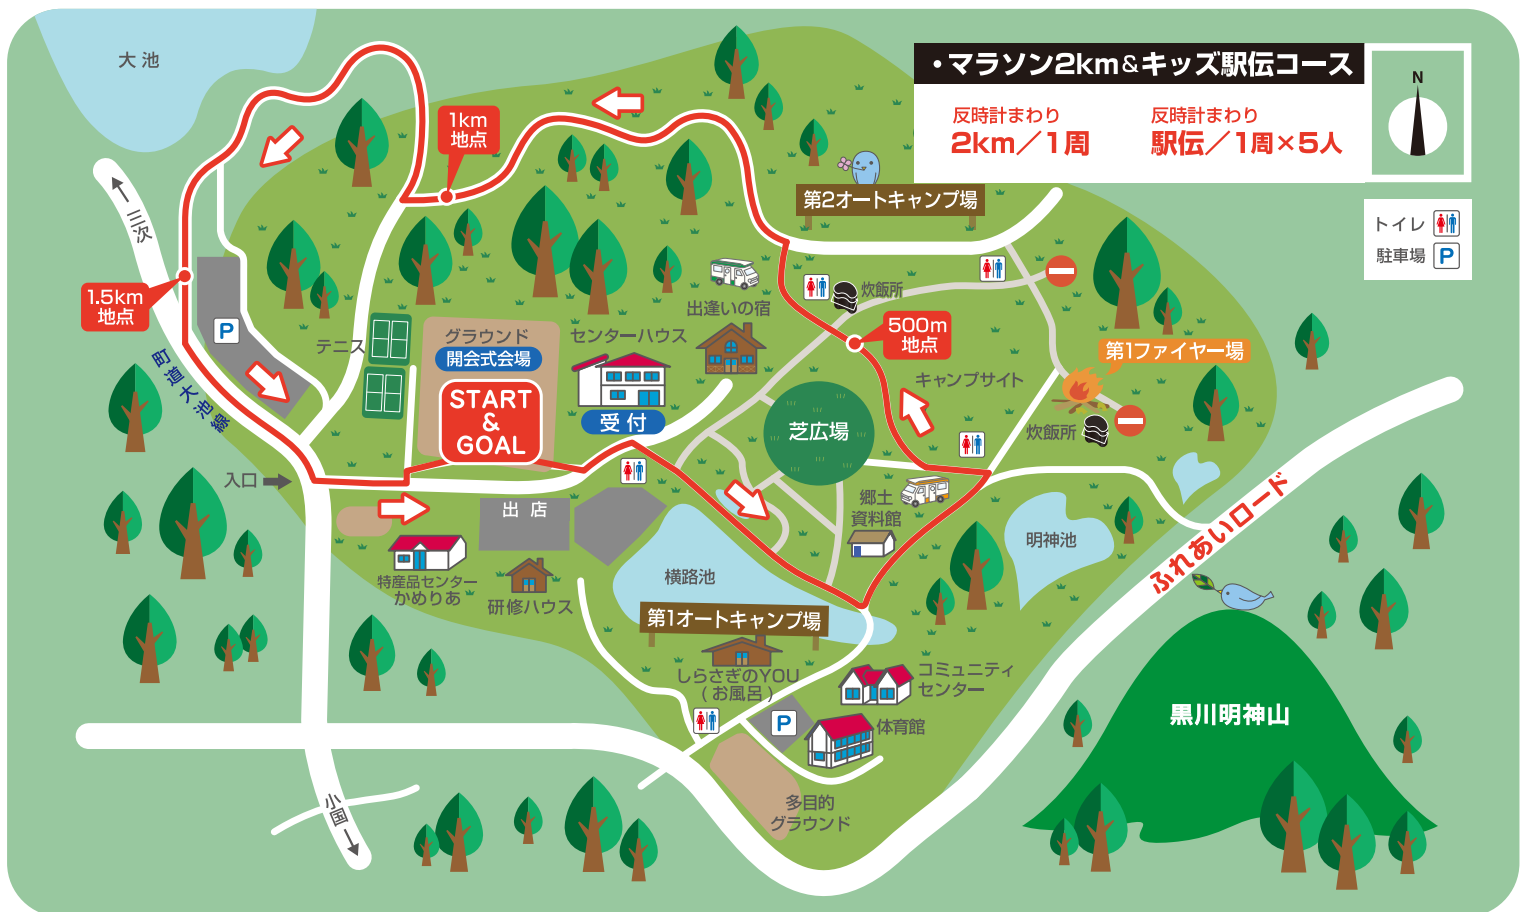 ・マラソン2km&キッズ駅伝コース
反時計まわり
2km／1周
反時計まわり
駅伝／1周×5人
N
トイレ
駐車場 P
大池
1km
地点
三次
第2オートキャンプ場
1.5km
地点
P
町道大池線
テニス
グラウンド
開会式会場
START
&
GOAL
センターハウス
受付
出逢いの宿
炊飯所
500m
地点
キャンプサイト
第1ファイヤー場
炊飯所
芝広場
入口
出店
郷土
資料館
明神池
ふれあいロード
特産品センター
かめりあ
研修ハウス
横路池
第1オートキャンプ場
しらさぎのYOU
(お風呂)
コミュニティ
センター
P
体育館
黒川明神山
多目的
グラウンド
小国